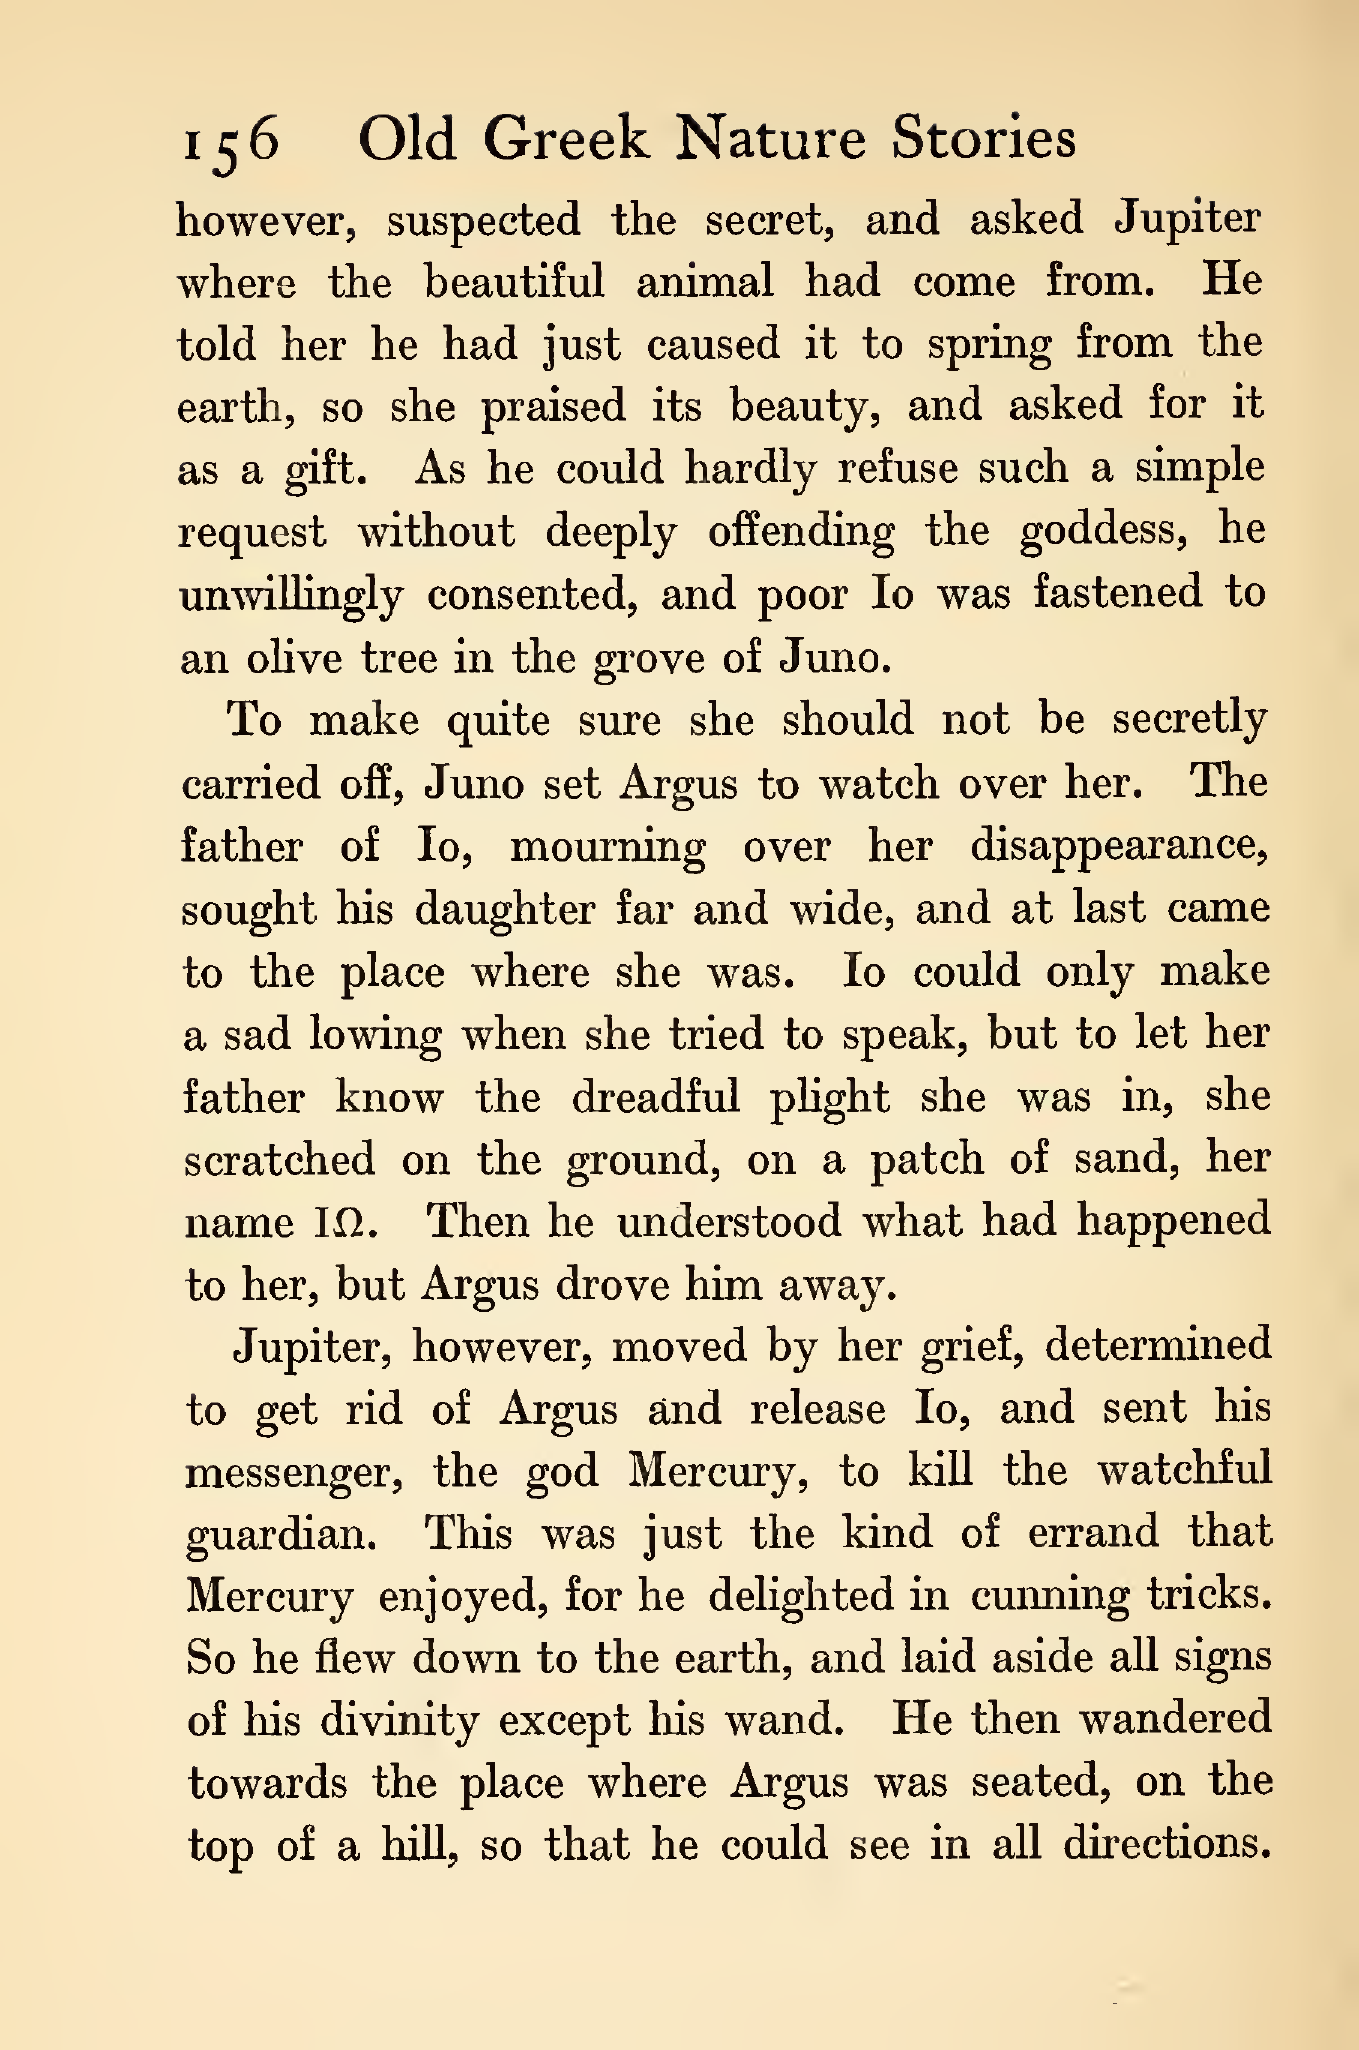 156 Old Greek Nature Stories
however, suspected the secret, and asked Jupiter
where the beautiful animal had come from. He
told her he had just caused it to spring from the
earth, so she praised its beauty, and asked for it
as a gift. As he could hardly refuse such a simple
request without deeply offending the goddess, he
unwillingly consented, and poor Io was fastened to
an olive tree in the grove of Juno.
To make quite sure she should not be secretly
carried off, Juno set Argus to watch over her. The
father of Io, mourning over her disappearance,
sought his daughter far and wide, and at last came
to the place where she was. Io could only make
a sad lowing when she tried to speak, but to let her
father know the dreadful plight she was in, she
scratched on the ground, on a patch of sand, her
name ΙΩ. Then he understood what had happened
to her, but Argus drove him away.
Jupiter, however, moved by her grief, determined
to get rid of Argus and release Io, and sent his
messenger, the god Mercury, to kill the watchful
guardian. This was just the kind of errand that
Mercury enjoyed, for he delighted in cunning tricks.
So he flew down to the earth, and laid aside all signs
of his divinity except his wand. He then wandered
towards the place where Argus was seated, on the
top of a hill, so that he could see in all directions.